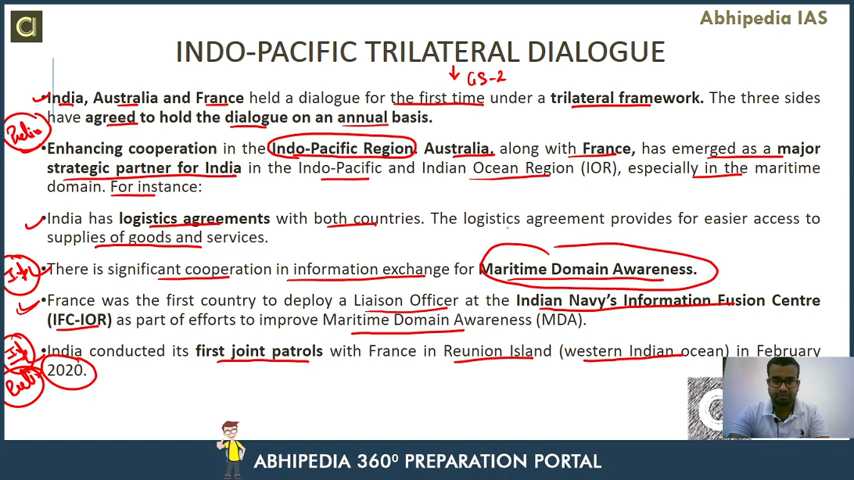 Abhipedia IAS
INDO-PACIFIC TRILATERAL DIALOGUE
GS-2
•India, Australia and France held a dialogue for the first time under a trilateral framework. The three sides
have agreed to hold the dialogue on an annual basis.
•Enhancing cooperation in the Indo-Pacific Region. Australia, along with France, has emerged as a major
strategic partner for India in the Indo-Pacific and Indian Ocean Region (IOR), especially in the maritime
domain. For instance:
India has logistics agreements with both countries. The logistics agreement provides for easier access to
supplies of goods and services.
•There is significant cooperation in information exchange for Maritime Domain Awareness.
•France was the first country to deploy a Liaison Officer at the Indian Navy's Information Fusion Centre
(IFC-IOR) as part of efforts to improve Maritime Domain Awareness (MDA).
•India conducted its first joint patrols with France in Reunion Island (western Indian ocean) in February
2020.
ABHIPEDIA 360⁰ PREPARATION PORTAL